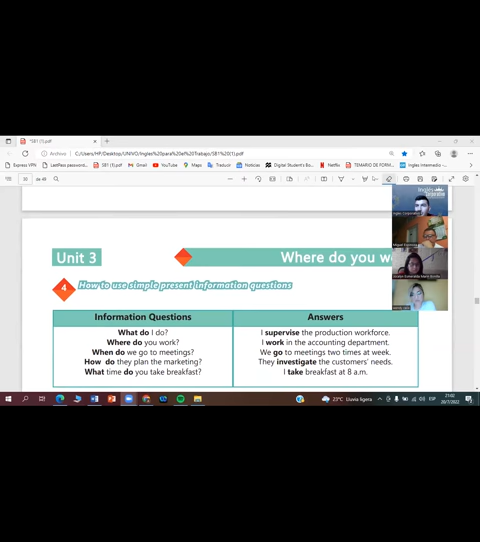 *SB1 (1).pdf
Archivo C:/Users/HP/Desktop/UNIVO/Ingles%20para%20el%20Trabajo/SB1%20(1).pdf
Express VPN LastPass password... SB1 (1).pdf Gmail YouTube Maps Traducir Noticias Digital Student's Bo... Netflix TEMARIO DE FORM... Ingles Intermedio -...
30 de 48
Unit 3
Where do you w
4 How to use simple present information questions
Information Questions Answers
What do I do? I supervise the production workforce.
Where do you work? I work in the accounting department.
When do we go to meetings? We go to meetings two times at week.
How do they plan the marketing? They investigate the customers' needs.
What time do you take breakfast? I take breakfast at 8 a.m.
23°C Lluvia ligera ESP 21:02
20/7/2022